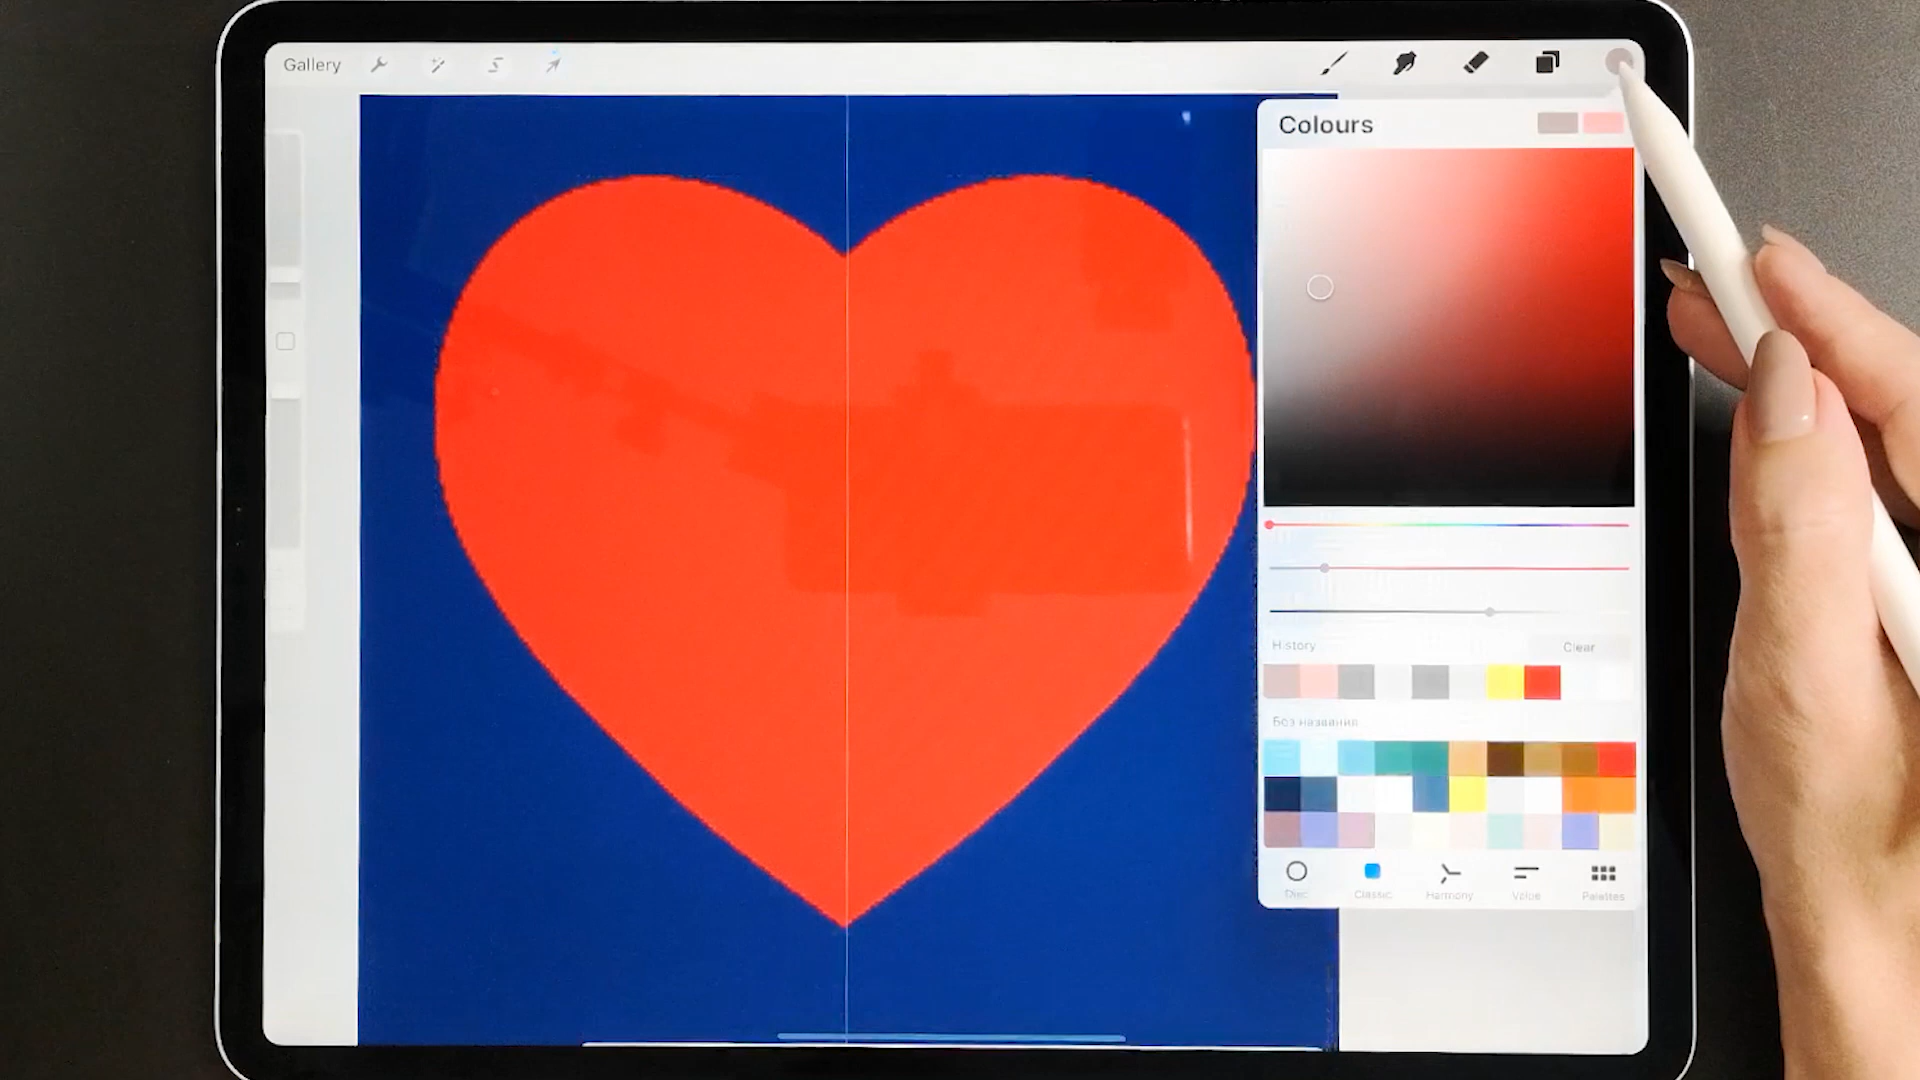 Gallery
Colours
History
Clear
Без названия
Disc
Classic
Harmony
Value
Palettes